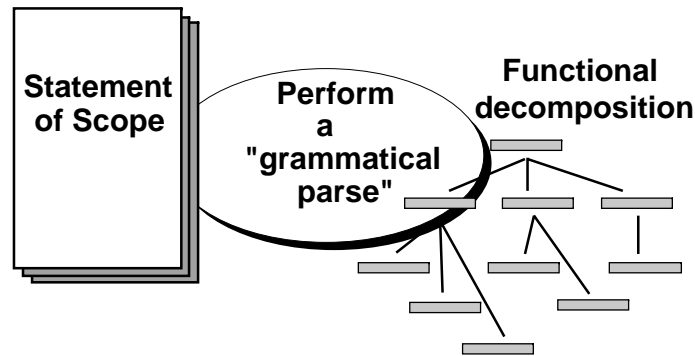 Statement
of Scope
Perform
a
"grammatical
parse"
Functional
decomposition